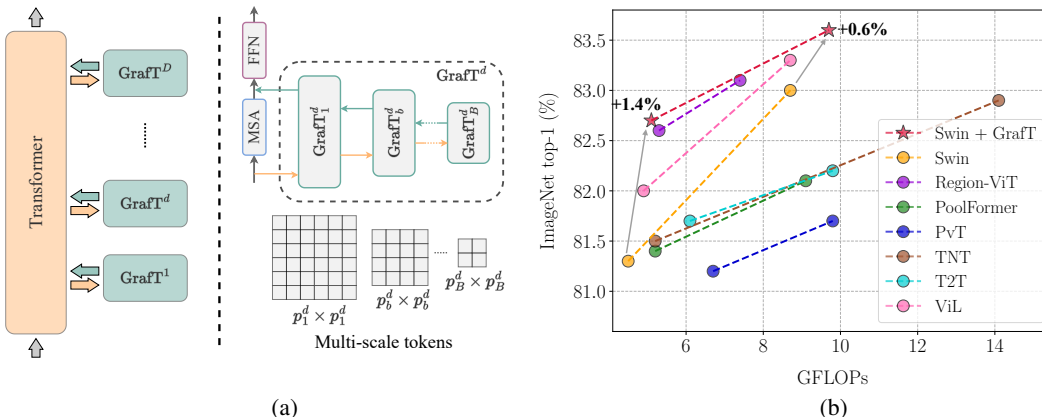 Transformer
GrafT^D
GrafT^d
GrafT^1
FFN
MSA
GrafT^d
GrafT^d_1
GrafT^d_b
GrafT^d_B
p^d_1 × p^d_1
p^d_b × p^d_b
p^d_B × p^d_B
Multi-scale tokens
(a)
ImageNet top-1 (%)
83.5
83.0
82.5
82.0
81.5
81.0
+1.4%
+0.6%
Swin + GrafT
Swin
Region-ViT
PoolFormer
PvT
TNT
T2T
ViL
6 8 10 12 14
GFLOPs
(b)